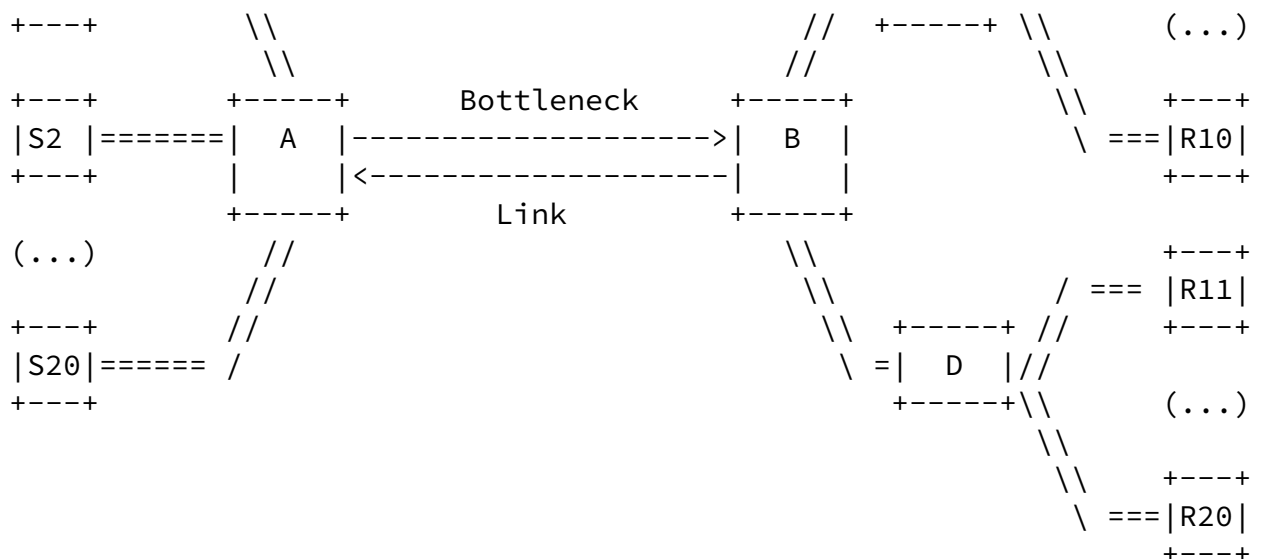 +---+         \\                              //  +-----+ \\       (...)
               \\                            //            \\
+---+       +-----+      Bottleneck     +-----+             \\    +---+
|S2 |=======|  A  |-------------------->|  B  |             \ ===|R10|
+---+       |     |<--------------------|     |                  +---+
            +-----+        Link         +-----+
(...)         //                           \\                    +---+
             //                             \\             / === |R11|
+---+       //                               \\  +-----+ //      +---+
|S20|====== /                                 \ =|  D  |//
+---+                                            +-----+\\       (...)
                                                         \\
                                                          \\     +---+
                                                           \ ===|R20|
                                                                 +---+